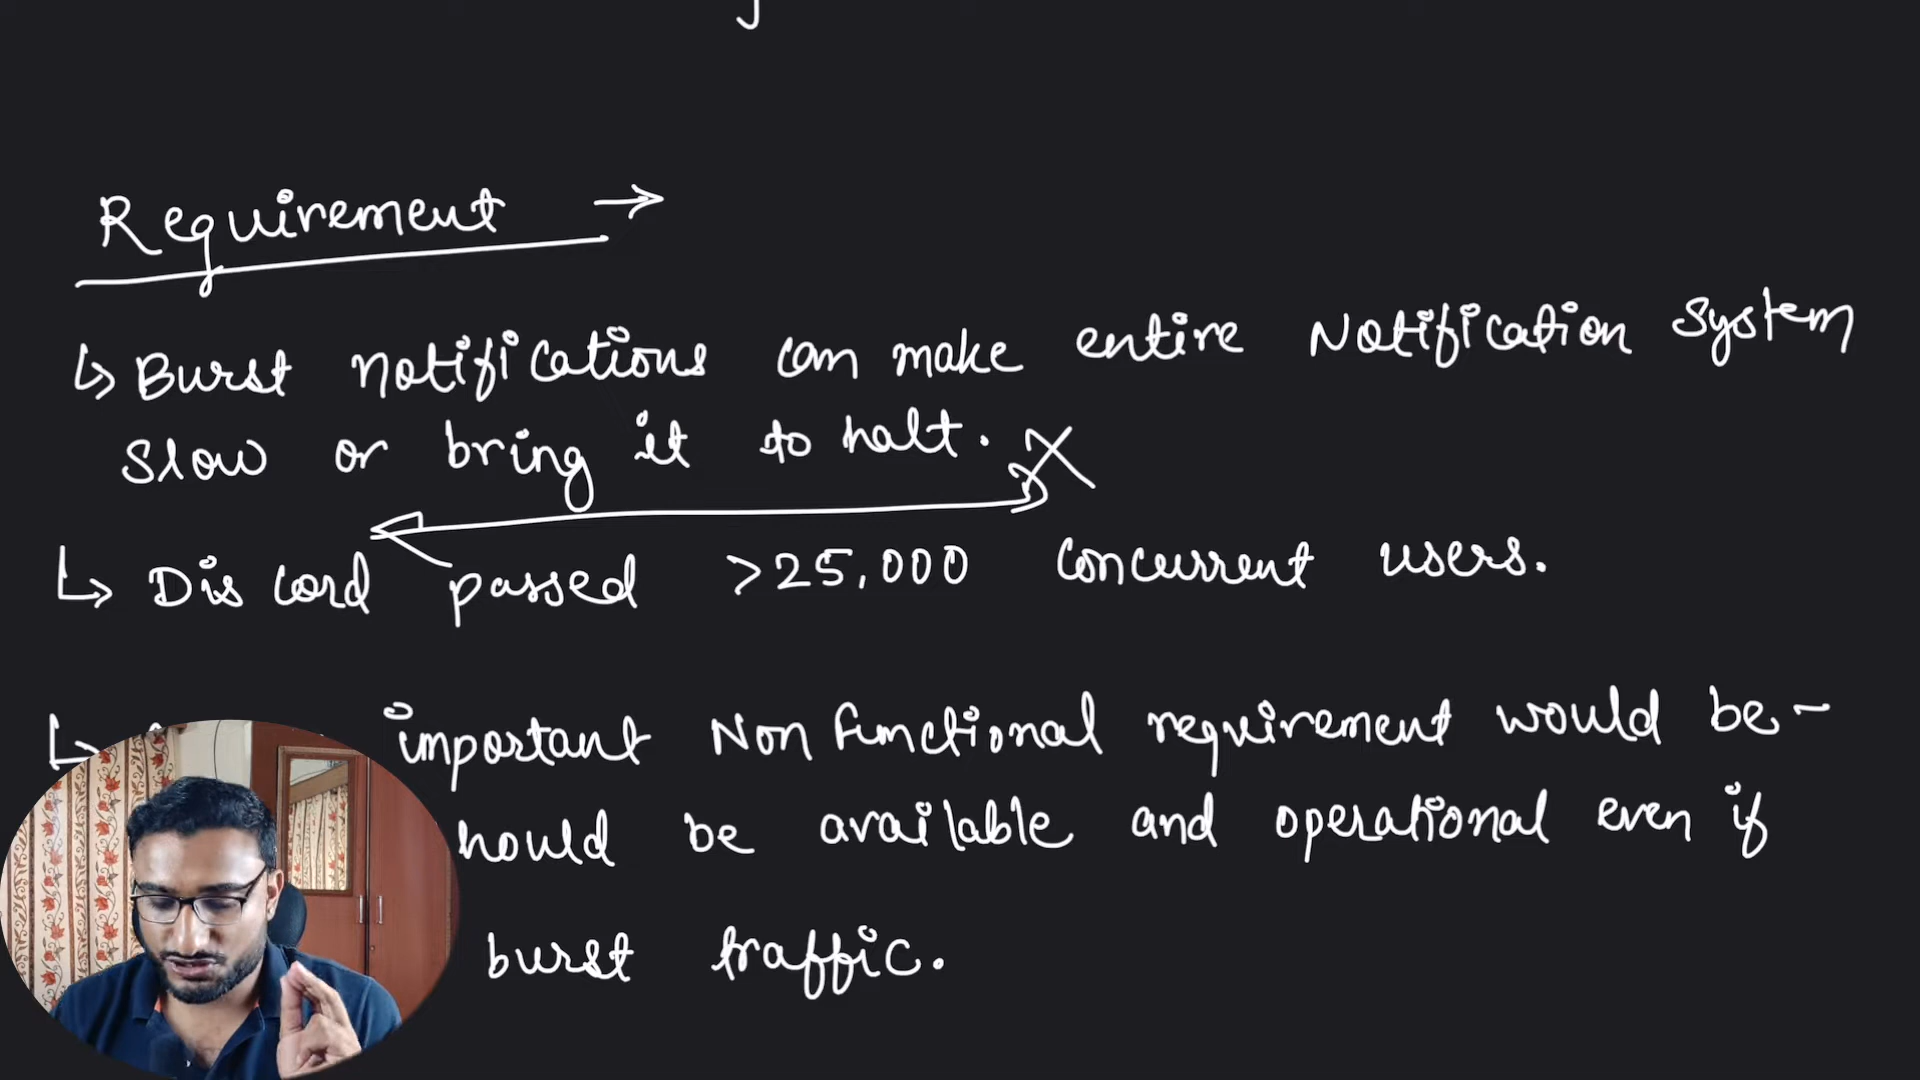 Requirement →
↳ Burst notifications can make entire Notification system
slow or bring it to halt.
↳ Discord passed >25,000 concurrent users.
↳ important Non functional requirement would be -
hould be available and operational even if
burst traffic.